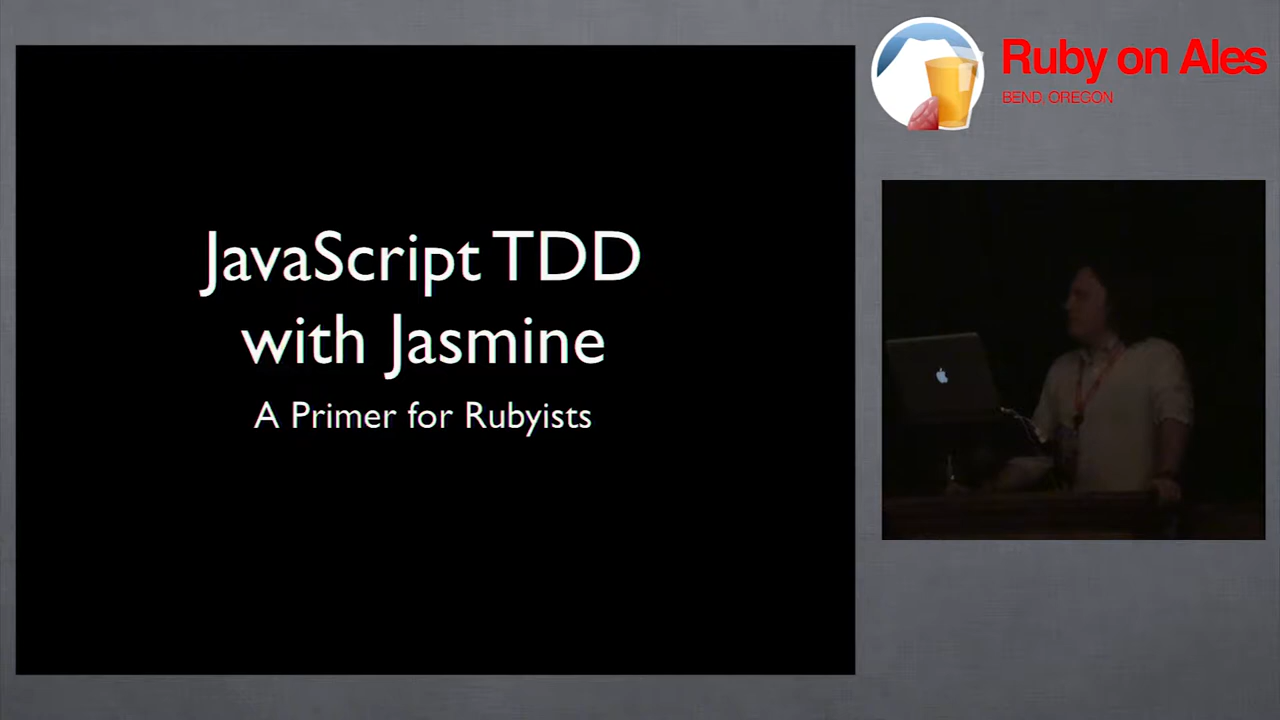 JavaScript TDD
with Jasmine
A Primer for Rubyists
Ruby on Ales
BEND, OREGON